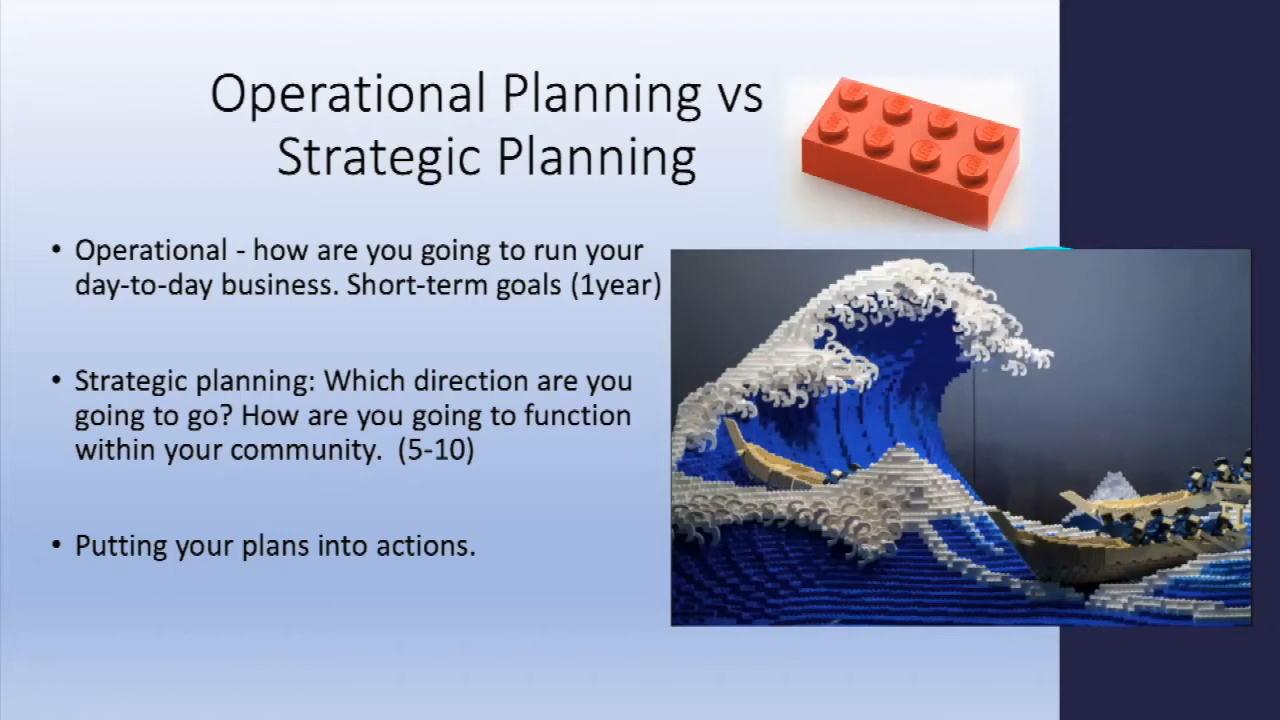 Operational Planning vs
Strategic Planning
• Operational - how are you going to run your
day-to-day business. Short-term goals (1year)
• Strategic planning: Which direction are you
going to go? How are you going to function
within your community.  (5-10)
• Putting your plans into actions.